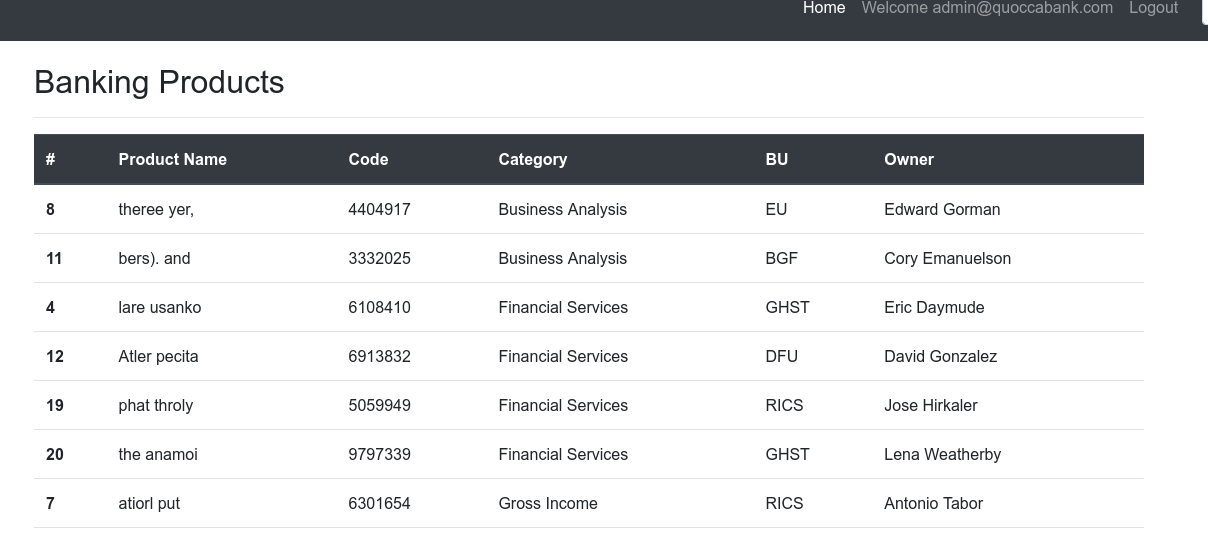 Home Welcome admin@quoccabank.com Logout
Banking Products
# Product Name Code Category BU Owner
8 theree yer, 4404917 Business Analysis EU Edward Gorman
11 bers). and 3332025 Business Analysis BGF Cory Emanuelson
4 lare usanko 6108410 Financial Services GHST Eric Daymude
12 Atler pecita 6913832 Financial Services DFU David Gonzalez
19 phat throly 5059949 Financial Services RICS Jose Hirkaler
20 the anamoi 9797339 Financial Services GHST Lena Weatherby
7 atiorl put 6301654 Gross Income RICS Antonio Tabor